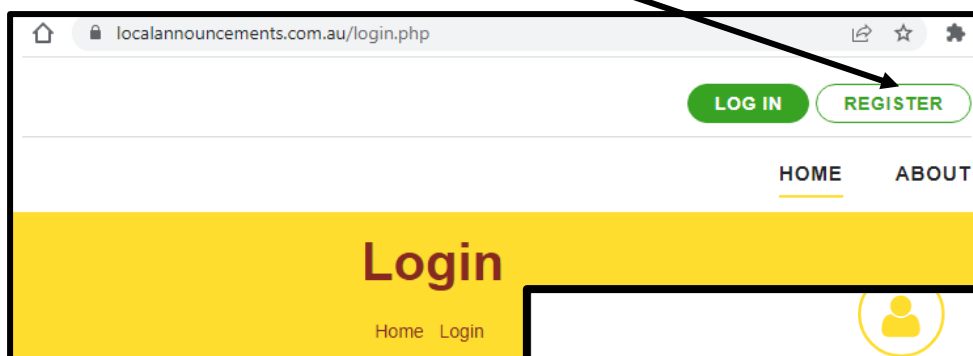 localannouncements.com.au/login.php
LOG IN REGISTER
HOME ABOUT
Login
Home Login